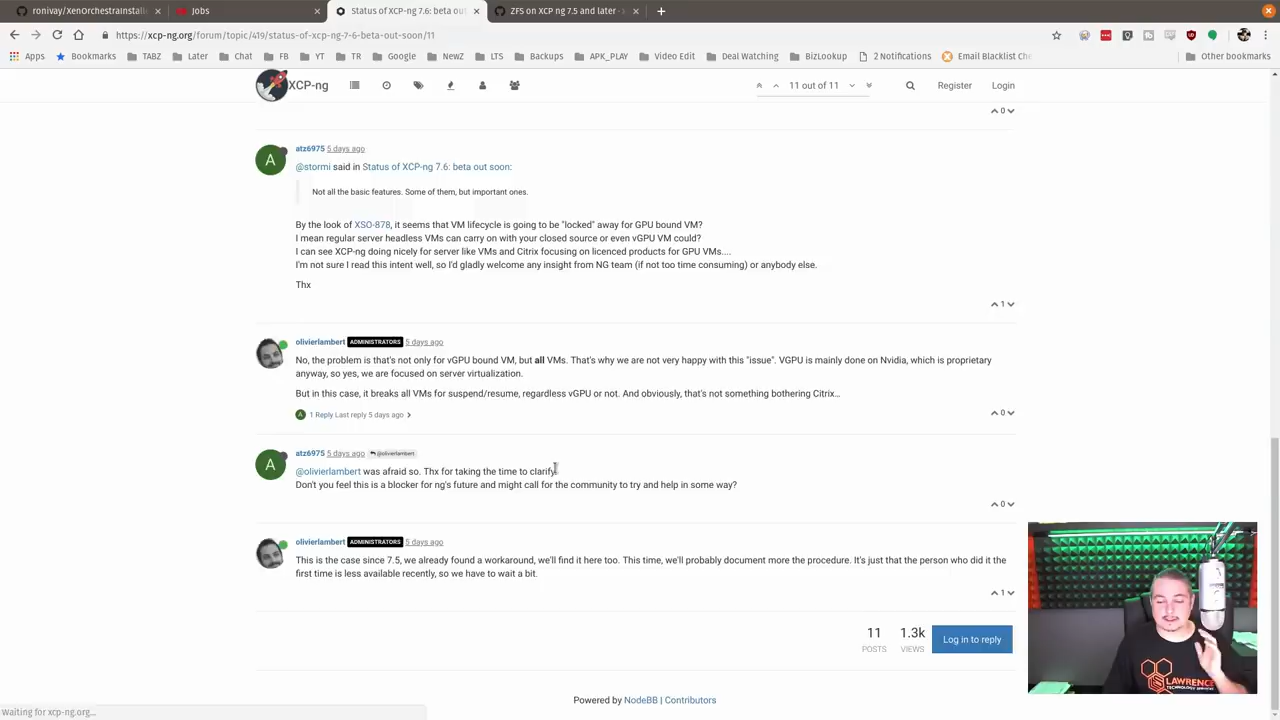 ronivay/XenOrchestraInstalle
Jobs
Status of XCP-ng 7.6: beta ou
ZFS on XCP ng 7.5 and later -
https://xcp-ng.org/forum/topic/419/status-of-xcp-ng-7-6-beta-out-soon/11
Apps Bookmarks TABZ Later Chat FB YT TR Google Newer LTS Backups APK_PLAY Video Edit Deal Watching BizLookup 2 Notifications Email Blacklist Ch Other bookmarks
XCP-ng 11 out of 11 Register Login
0
A atz6975 5 days ago
@stormi said in Status of XCP-ng 7.6: beta out soon:
Not all the basic features. Some of them, but important ones.
By the look of XSO-878, it seems that VM lifecycle is going to be "locked" away for GPU bound VM?
I mean regular server headless VMs can carry on with your closed source or even vGPU VM could?
I can see XCP-ng doing nicely for server like VMs and Citrix focusing on licenced products for GPU VMs....
I'm not sure I read this intent well, so I'd gladly welcome any insight from NG team (if not too time consuming) or anybody else.
Thx
1
olivierlambert ADMINISTRATORS 5 days ago
No, the problem is that's not only for vGPU bound VM, but all VMs. That's why we are not very happy with this "issue". VGPU is mainly done on Nvidia, which is proprietary
anyway, so yes, we are focused on server virtualization.
But in this case, it breaks all VMs for suspend/resume, regardless vGPU or not. And obviously, that's not something bothering Citrix...
A 1 Reply Last reply 5 days ago
0
A atz6975 5 days ago @olivierlambert
@olivierlambert was afraid so. Thx for taking the time to clarify.
Don't you feel this is a blocker for ng's future and might call for the community to try and help in some way?
0
olivierlambert ADMINISTRATORS 5 days ago
This is the case since 7.5, we already found a workaround, we'll find it here too. This time, we'll probably document more the procedure. It's just that the person who did it the
first time is less available recently, so we have to wait a bit.
1
11 1.3k Log in to reply
POSTS VIEWS
Powered by NodeBB | Contributors
LAWRENCE
TECHNOLOGY SERVICES
Waiting for xcp-ng.org...